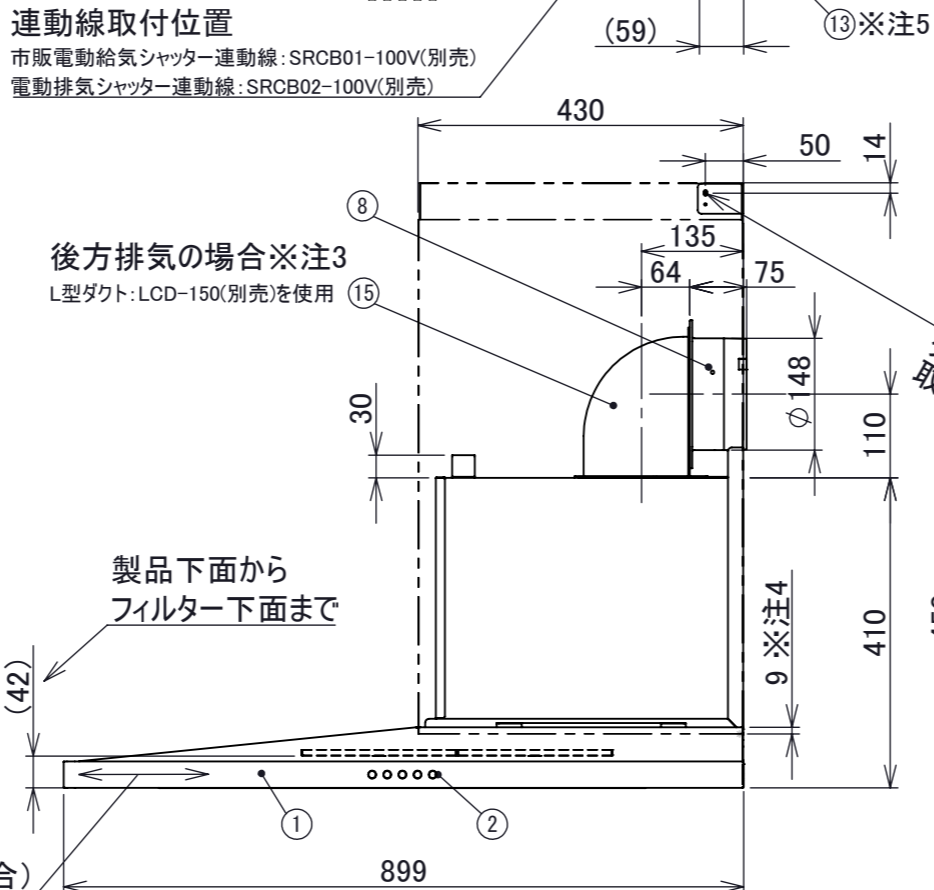 連動線取付位置
市販電動給気シャッター連動線:SRCB01-100V(別売)
電動排気シャッター連動線:SRCB02-100V(別売)
(59)
⑬※注5
430
50
14
⑧
135
後方排気の場合※注3
L型ダクト:LCD-150(別売)を使用 ⑮
64
75
取
30
φ148
110
製品下面から
フィルター下面まで
9 ※注4
410
(42)
①
②
合)
899